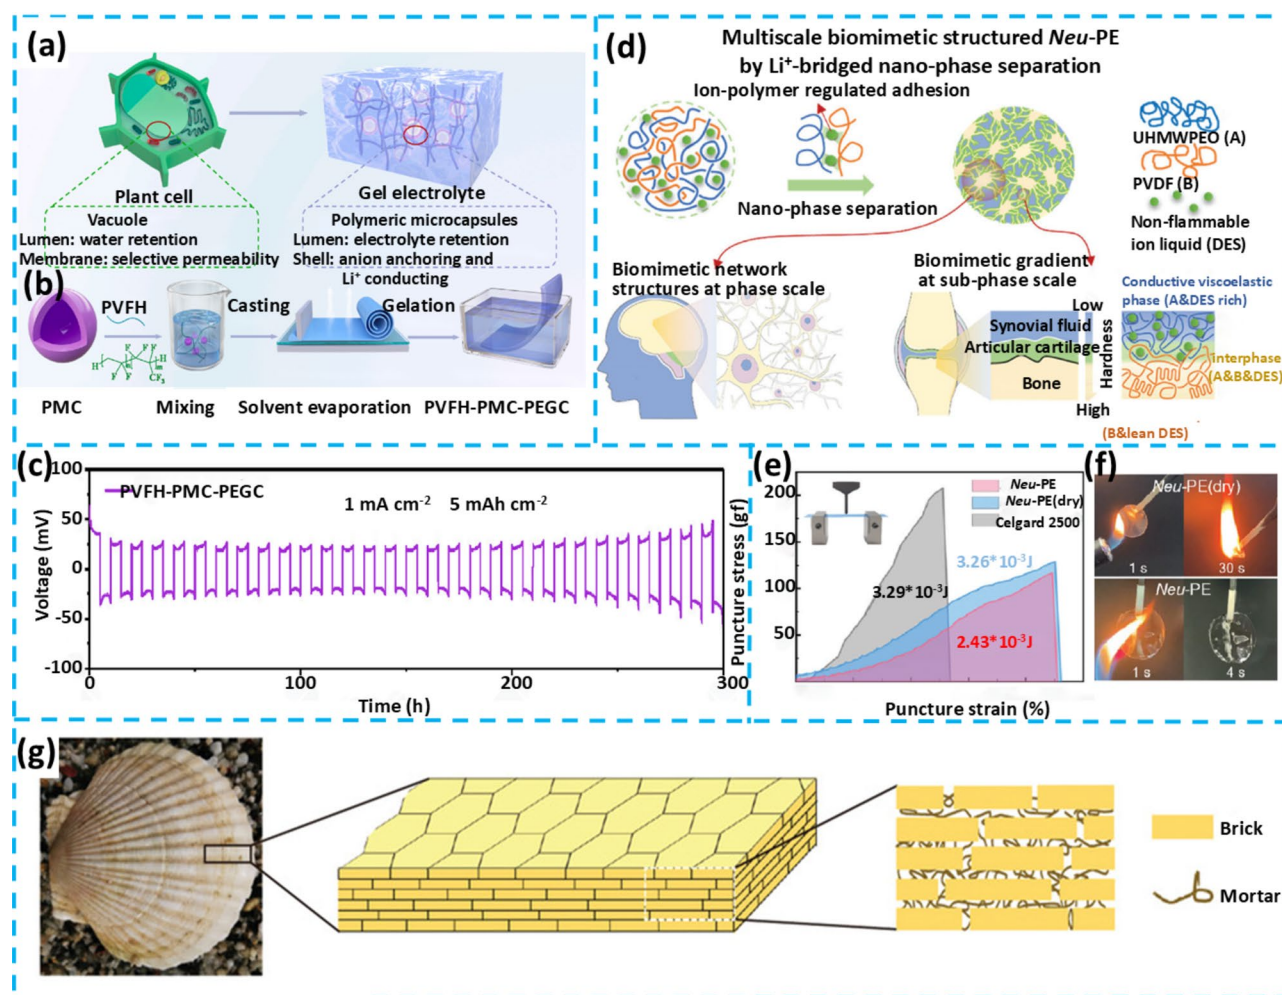 (a)
Plant cell
Gel electrolyte
Vacuole
Lumen: water retention
Membrane: selective permeability
Polymeric microcapsules
Lumen: electrolyte retention
Shell: anion anchoring and
Li⁺ conducting
(b)
PVFH
Casting
Gelation
F
F
F
H
H
n
m
F
F
F
CF₃
PMC
Mixing
Solvent evaporation
PVFH-PMC-PEGC
(d)
Multiscale biomimetic structured Neu-PE
by Li⁺-bridged nano-phase separation
Ion-polymer regulated adhesion
Nano-phase separation
UHMWPEO (A)
PVDF (B)
Non-flammable
ion liquid (DES)
Biomimetic network
structures at phase scale
Biomimetic gradient
at sub-phase scale
Synovial fluid
Articular cartilage
Bone
Low
Hardness
High
Conductive viscoelastic
phase (A&DES rich)
Interphase
(A&B&DES)
(B&lean DES)
(c)
PVFH-PMC-PEGC
1 mA cm⁻² 5 mAh cm⁻²
Voltage (mV)
100
50
0
-50
-100
0
100
200
300
Time (h)
(e)
Puncture stress (gf)
200
150
100
50
Neu-PE
Neu-PE(dry)
Celgard 2500
3.26*10⁻³J
3.29*10⁻³J
2.43*10⁻³J
Puncture strain (%)
(f)
Neu-PE(dry)
1 s
30 s
Neu-PE
1 s
4 s
(g)
Brick
Mortar